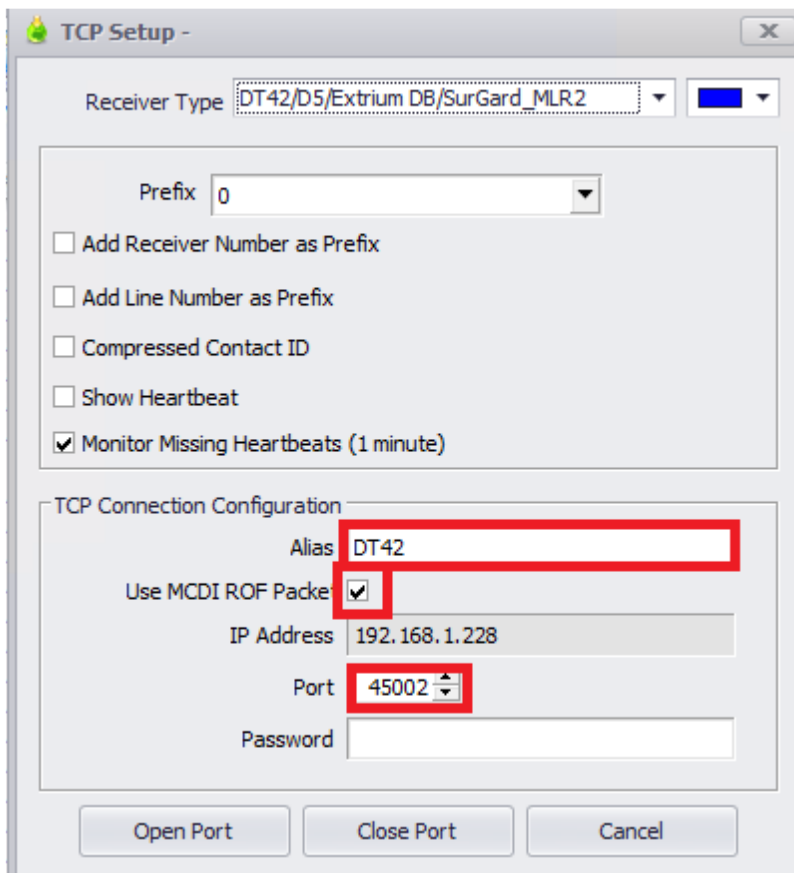 TCP Setup -
Receiver Type DT42/D5/Extrium DB/SurGard_MLR2
Prefix 0
Add Receiver Number as Prefix
Add Line Number as Prefix
Compressed Contact ID
Show Heartbeat
Monitor Missing Heartbeats (1 minute)
TCP Connection Configuration
Alias DT42
Use MCDI ROF Packet
IP Address 192.168.1.228
Port 45002
Password
Open Port Close Port Cancel